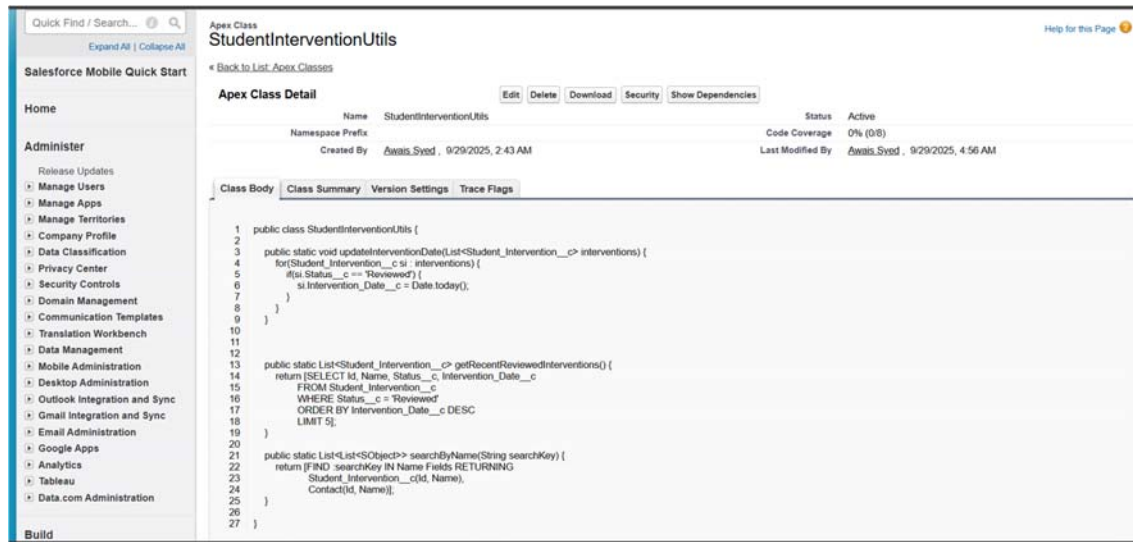 Quick Find / Search...
Expand All | Collapse All
Salesforce Mobile Quick Start
Home
Administer
Release Updates
Manage Users
Manage Apps
Manage Territories
Company Profile
Data Classification
Privacy Center
Security Controls
Domain Management
Communication Templates
Translation Workbench
Data Management
Mobile Administration
Desktop Administration
Outlook Integration and Sync
Gmail Integration and Sync
Email Administration
Google Apps
Analytics
Tableau
Data.com Administration
Build
Apex Class
StudentInterventionUtils
Help for this Page
« Back to List: Apex Classes
Apex Class Detail
Edit Delete Download Security Show Dependencies
Name StudentInterventionUtils Status Active
Namespace Prefix Code Coverage 0% (0/8)
Created By Awais Syed , 9/29/2025, 2:43 AM Last Modified By Awais Syed , 9/29/2025, 4:56 AM
Class Body Class Summary Version Settings Trace Flags
1 public class StudentInterventionUtils {
2
3 public static void updateInterventionDate(List<Student_Intervention__c> interventions) {
4 for(Student_Intervention__c si : interventions) {
5 if(si.Status__c == 'Reviewed') {
6 si.Intervention_Date__c = Date.today();
7 }
8 }
9 }
10
11
12
13 public static List<Student_Intervention__c> getRecentReviewedInterventions() {
14 return [SELECT Id, Name, Status__c, Intervention_Date__c
15 FROM Student_Intervention__c
16 WHERE Status__c = 'Reviewed'
17 ORDER BY Intervention_Date__c DESC
18 LIMIT 5];
19 }
20
21 public static List<List<SObject>> searchByName(String searchKey) {
22 return [FIND :searchKey IN Name Fields RETURNING
23 Student_Intervention__c(Id, Name),
24 Contact(Id, Name)];
25 }
26
27 }